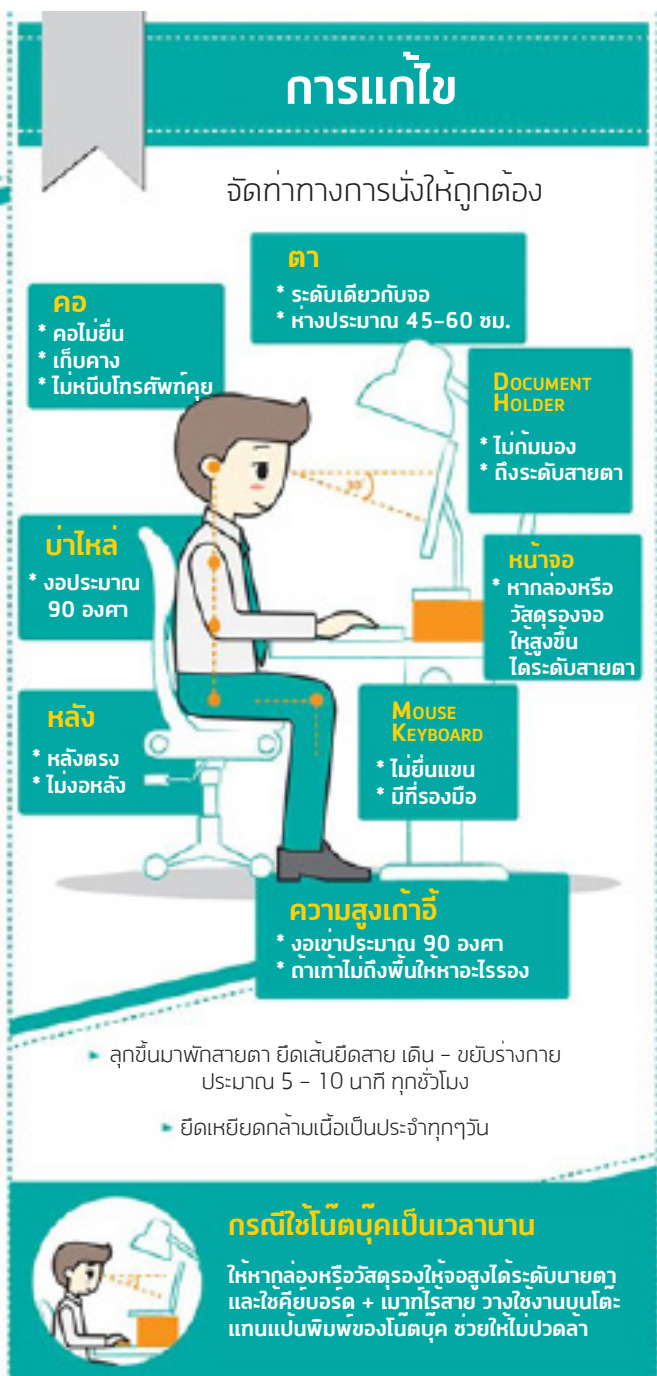 การแก้ไข
จัดท่าทางการนั่งให้ถูกต้อง
ตา
* ระดับเดียวกับจอ
* ห่างประมาณ 45-60 ซม.
คอ
* คอไม่ยื่น
* เก็บคาง
* ไม่หนีบโทรศัพท์คุย
DOCUMENT
HOLDER
* ไม่ก้มมอง
* ถึงระดับสายตา
30°
บ่าไหล่
* งอประมาณ
90 องศา
หน้าจอ
* หากล่องหรือ
วัสดุรองจอ
ให้สูงขึ้น
ได้ระดับสายตา
หลัง
* หลังตรง
* ไม่งอหลัง
MOUSE
KEYBOARD
* ไม่ยื่นแขน
* มีที่รองมือ
ความสูงเก้าอี้
* งอเข่าประมาณ 90 องศา
* ถ้าเท้าไม่ถึงพื้นให้หาอะไรรอง
ลุกขึ้นมาพักสายตา ยืดเส้นยืดสาย เดิน – ขยับร่างกาย
ประมาณ 5 – 10 นาที ทุกชั่วโมง
ยืดเหยียดกล้ามเนื้อเป็นประจำทุกๆวัน
กรณีใช้โน๊ตบุ๊คเป็นเวลานาน
ให้หากล่องหรือวัสดุรองให้จอสูงได้ระดับนายตา
และใช้คีย์บอร์ด + เมาท์ไร้สาย วางใช้งานบนโต๊ะ
แทนแป้นพิมพ์ของโน๊ตบุ๊ค ช่วยให้ไม่ปวดล้า